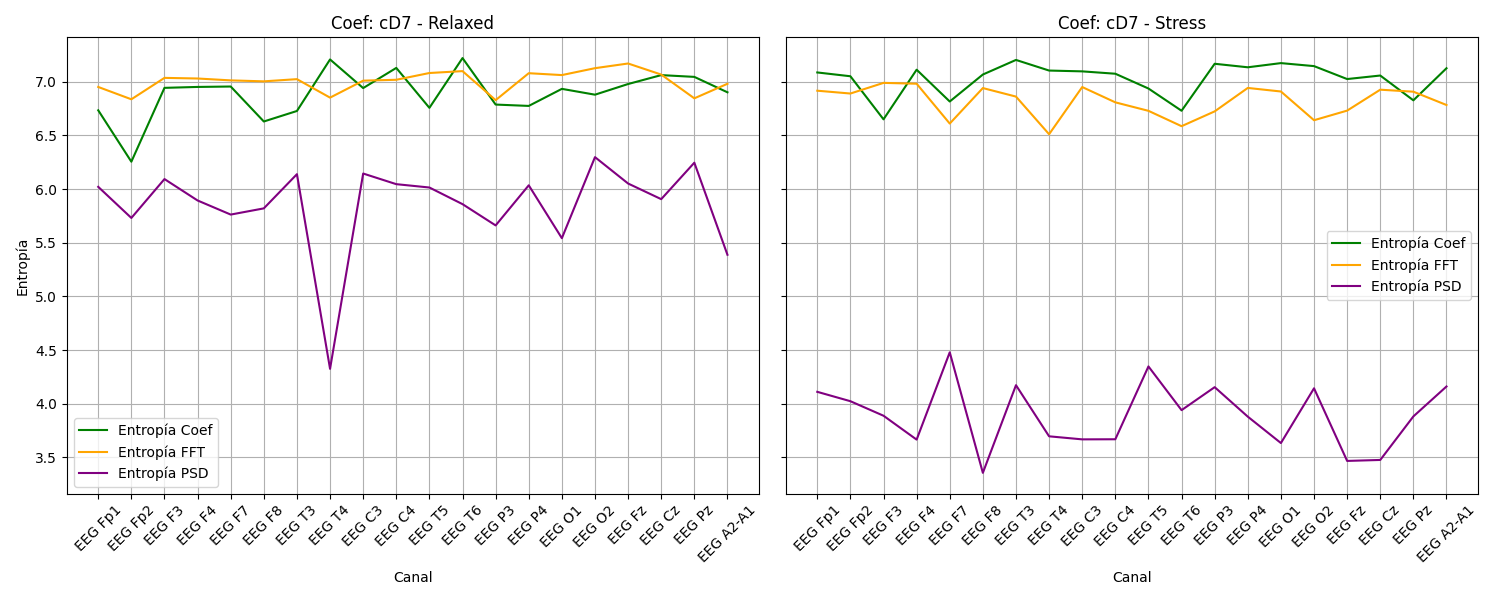 Coef: cD7 - Relaxed
Entropía
7.0
6.5
6.0
5.5
5.0
4.5
4.0
3.5
Entropía Coef
Entropía FFT
Entropía PSD
EEG Fp1
EEG Fp2
EEG F3
EEG F4
EEG F7
EEG F8
EEG T3
EEG T4
EEG C3
EEG C4
EEG T5
EEG T6
EEG P3
EEG P4
EEG O1
EEG O2
EEG Fz
EEG Cz
EEG Pz
EEG A2-A1
Canal
Coef: cD7 - Stress
Entropía Coef
Entropía FFT
Entropía PSD
EEG Fp1
EEG Fp2
EEG F3
EEG F4
EEG F7
EEG F8
EEG T3
EEG T4
EEG C3
EEG C4
EEG T5
EEG T6
EEG P3
EEG P4
EEG O1
EEG O2
EEG Fz
EEG Cz
EEG Pz
EEG A2-A1
Canal